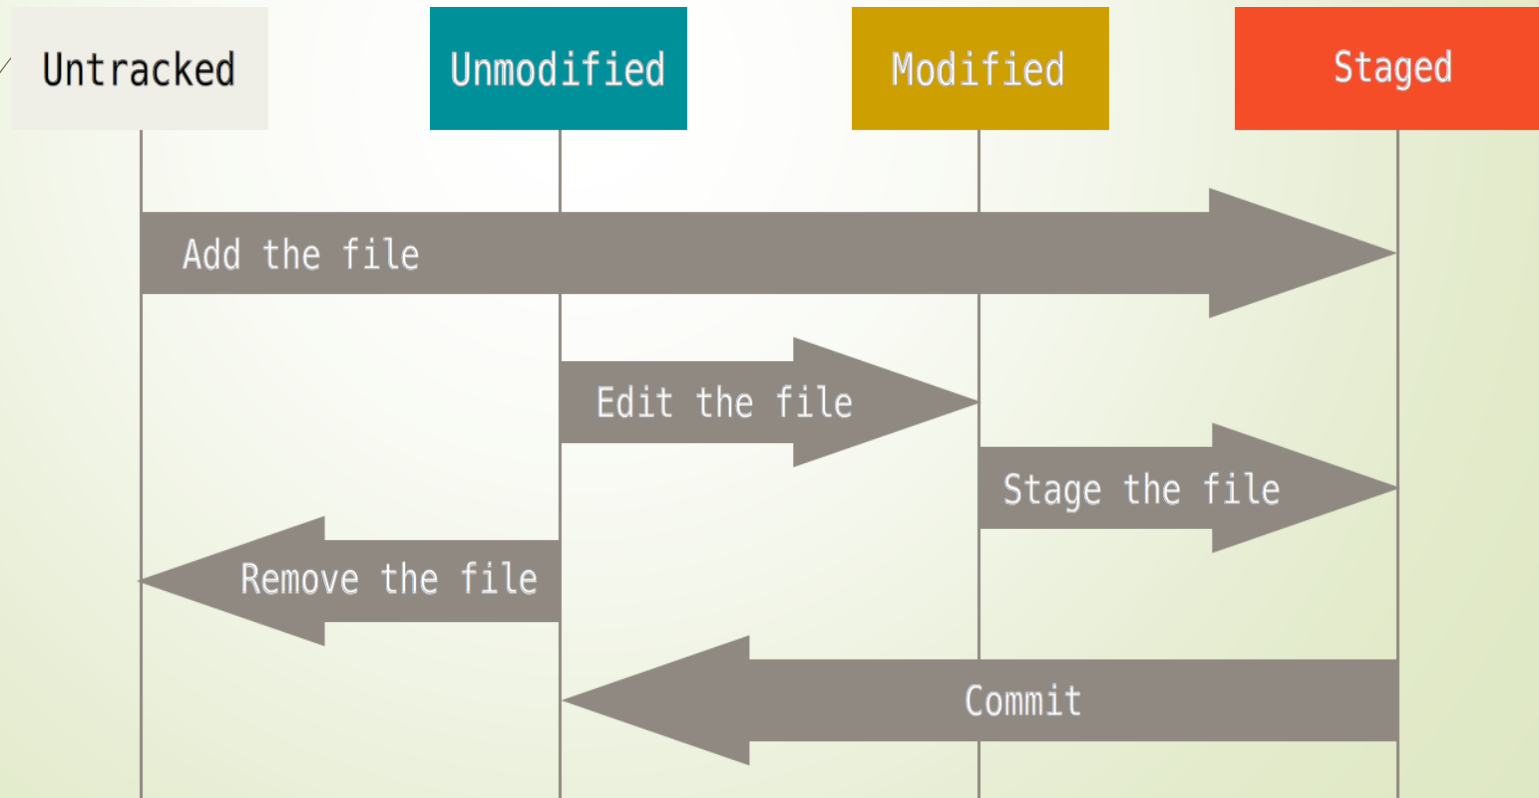 Untracked
Unmodified
Modified
Staged
Add the file
Edit the file
Stage the file
Remove the file
Commit